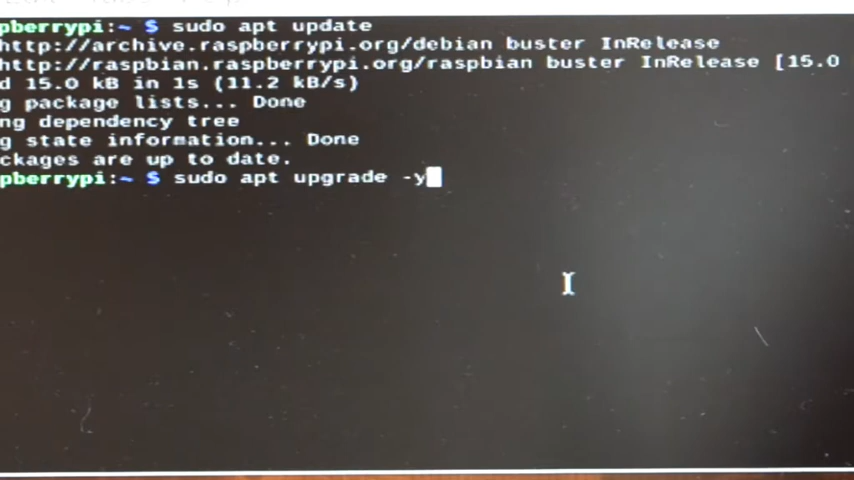 pberrypi:~ $ sudo apt update
http://archive.raspberrypi.org/debian buster InRelease
http://raspbian.raspberrypi.org/raspbian buster InRelease [15.0
d 15.0 kB in 1s (11.2 kB/s)
g package lists... Done
ng dependency tree
g state information... Done
ckages are up to date.
pberrypi:~ $ sudo apt upgrade -y